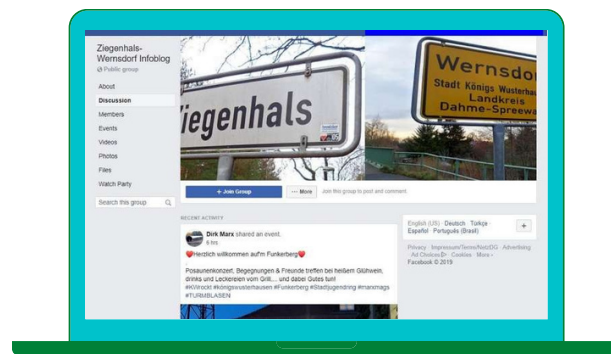 Ziegenhals-
Wernsdorf Infoblog
Public group
About
Discussion
Members
Events
Videos
Photos
Files
Watch Party
Search this group
iegenhals
Wernsdo
Stadt Königs Wusterhau
Landkreis
Dahme-Spreewa
+ Join Group
··· More
Join this group to post and comment.
RECENT ACTIVITY
Dirk Marx shared an event.
6 hrs
❤Herzlich willkommen auf'm Funkerberg❤
.
Posaunenkonzert, Begegnungen & Freunde treffen bei heißem Glühwein,
drinks und Leckereien vom Grill,... und dabei Gutes tun!
#KWrockt #königswusterhausen #Funkerberg #Stadtjugendring #marxmags
#TURMBLASEN
English (US) · Deutsch · Türkçe ·
Español · Português (Brasil)
+
Privacy · Impressum/Terms/NetzDG · Advertising
· Ad Choices · Cookies · More
Facebook © 2019